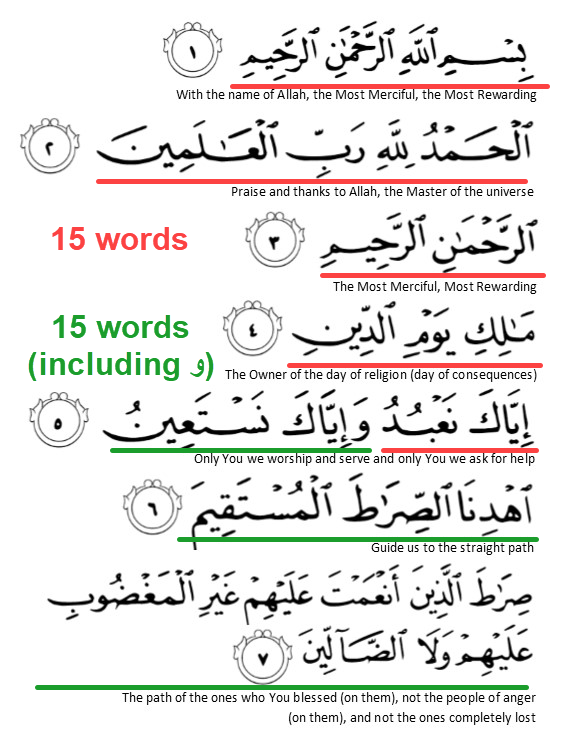 بِسْمِ ٱللَّهِ ٱلرَّحْمَٰنِ ٱلرَّحِيمِ ١
With the name of Allah, the Most Merciful, the Most Rewarding
ٱلْحَمْدُ لِلَّهِ رَبِّ ٱلْعَٰلَمِينَ ٢
Praise and thanks to Allah, the Master of the universe
15 words
ٱلرَّحْمَٰنِ ٱلرَّحِيمِ ٣
The Most Merciful, Most Rewarding
15 words
(including و)
مَٰلِكِ يَوْمِ ٱلدِّينِ ٤
The Owner of the day of religion (day of consequences)
إِيَّاكَ نَعْبُدُ وَإِيَّاكَ نَسْتَعِينُ ٥
Only You we worship and serve and only You we ask for help
ٱهْدِنَا ٱلصِّرَٰطَ ٱلْمُسْتَقِيمَ ٦
Guide us to the straight path
صِرَٰطَ ٱلَّذِينَ أَنْعَمْتَ عَلَيْهِمْ غَيْرِ ٱلْمَغْضُوبِ
عَلَيْهِمْ وَلَا ٱلضَّآلِّينَ ٧
The path of the ones who You blessed (on them), not the people of anger
(on them), and not the ones completely lost